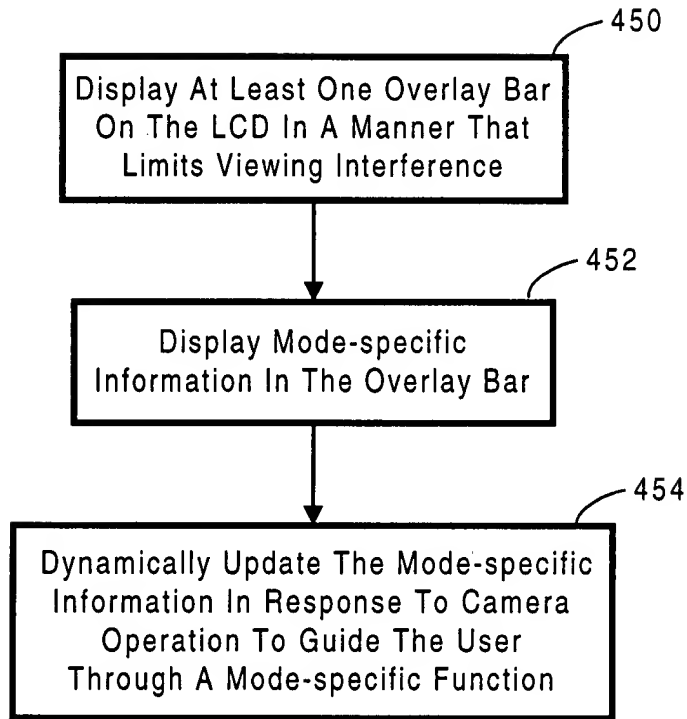 450
Display At Least One Overlay Bar
On The LCD In A Manner That
Limits Viewing Interference
452
Display Mode-specific
Information In The Overlay Bar
454
Dynamically Update The Mode-specific
Information In Response To Camera
Operation To Guide The User
Through A Mode-specific Function